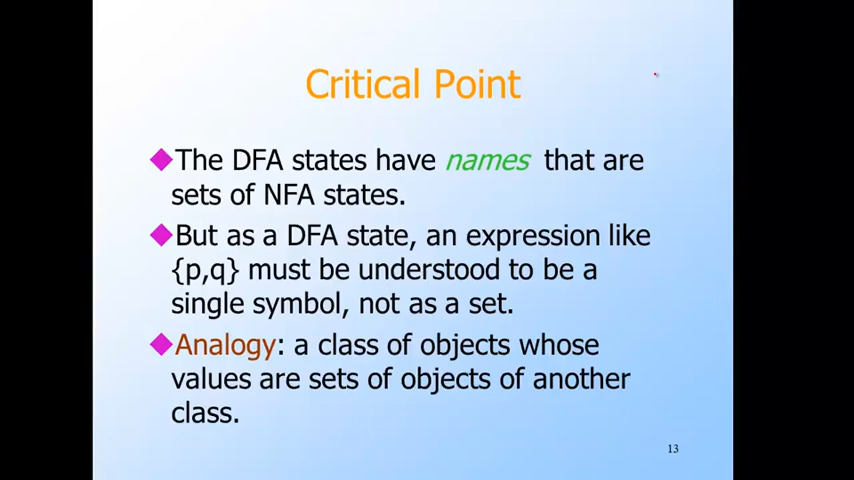 Critical Point
The DFA states have names that are
sets of NFA states.
But as a DFA state, an expression like
{p,q} must be understood to be a
single symbol, not as a set.
Analogy: a class of objects whose
values are sets of objects of another
class.
13